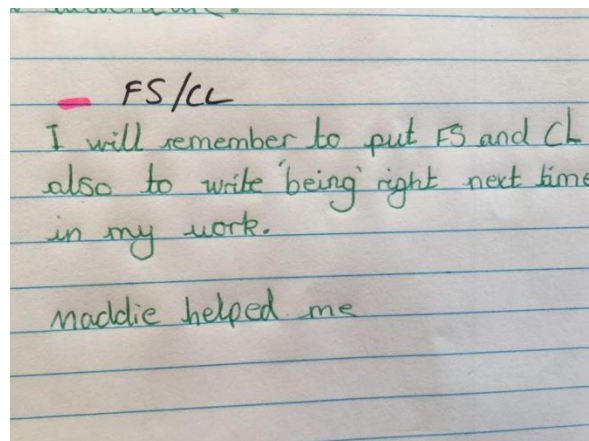 - FS/CL
I will remember to put FS and CL
also to write 'being' right next time
in my work.
Maddie helped me